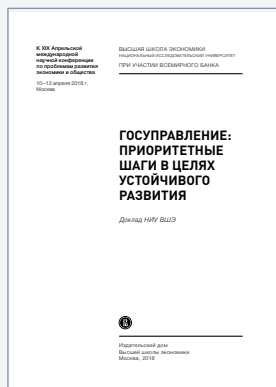 К XIX Апрельской
международной
научной конференции
по проблемам развития
экономики и общества
10–13 апреля 2018 г.
Москва
ВЫСШАЯ ШКОЛА ЭКОНОМИКИ
НАЦИОНАЛЬНЫЙ ИССЛЕДОВАТЕЛЬСКИЙ УНИВЕРСИТЕТ
ПРИ УЧАСТИИ ВСЕМИРНОГО БАНКА
ГОСУПРАВЛЕНИЕ:
ПРИОРИТЕТНЫЕ
ШАГИ В ЦЕЛЯХ
УСТОЙЧИВОГО
РАЗВИТИЯ
Доклад НИУ ВШЭ
Издательский дом
Высшей школы экономики
Москва, 2018